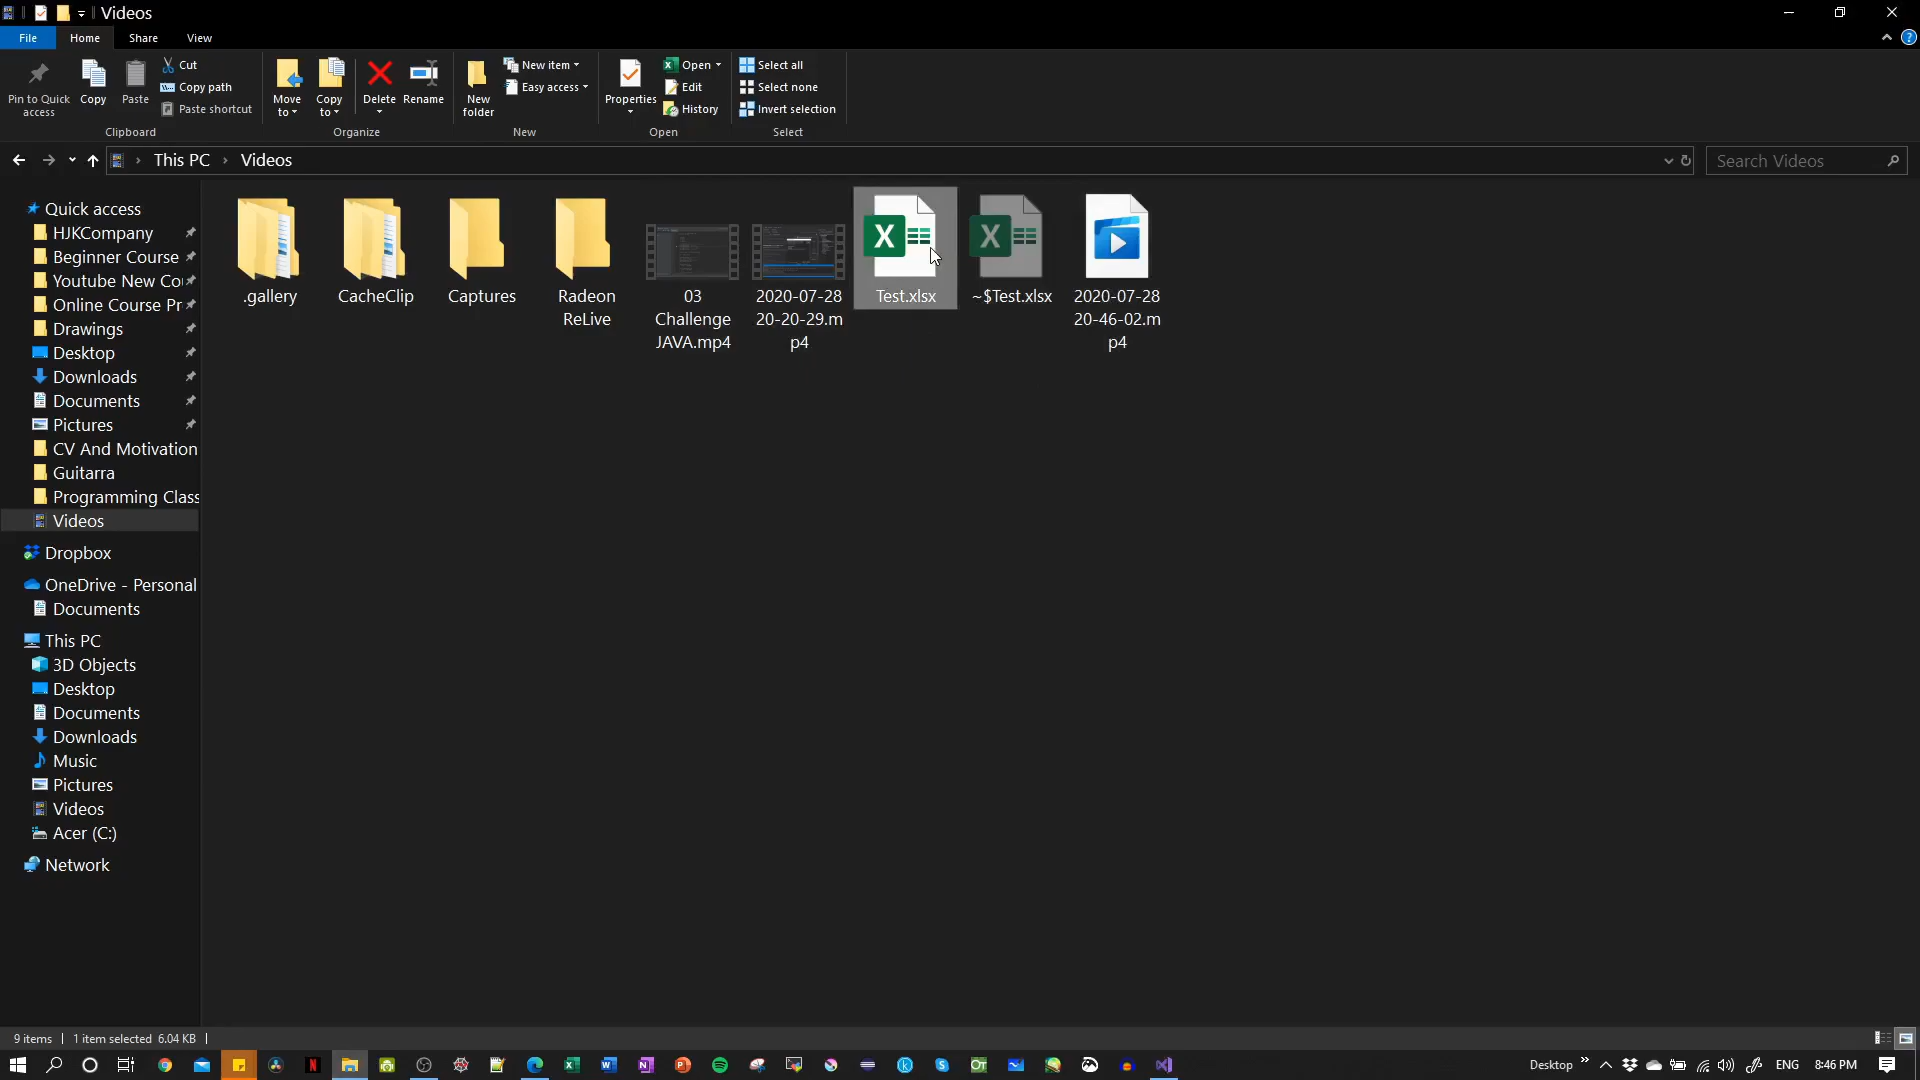 Videos
File
Home
Share
View
Pin to Quick
access
Copy
Paste
Cut
Copy path
Paste shortcut
Clipboard
Move
to
Copy
to
Delete
Rename
Organize
New
folder
New item
Easy access
New
Properties
Open
Edit
History
Open
Select all
Select none
Invert selection
Select
This PC
Videos
Search Videos
Quick access
HJKCompany
Beginner Course
Youtube New Co
Online Course Pr
Drawings
Desktop
Downloads
Documents
Pictures
CV And Motivation
Guitarra
Programming Class
Videos
Dropbox
OneDrive - Personal
Documents
This PC
3D Objects
Desktop
Documents
Downloads
Music
Pictures
Videos
Acer (C:)
Network
.gallery
CacheClip
Captures
Radeon
ReLive
03
Challenge
JAVA.mp4
2020-07-28
20-20-29.m
p4
Test.xlsx
~$Test.xlsx
2020-07-28
20-46-02.m
p4
9 items
1 item selected 6.04 KB
Desktop
ENG
8:46 PM